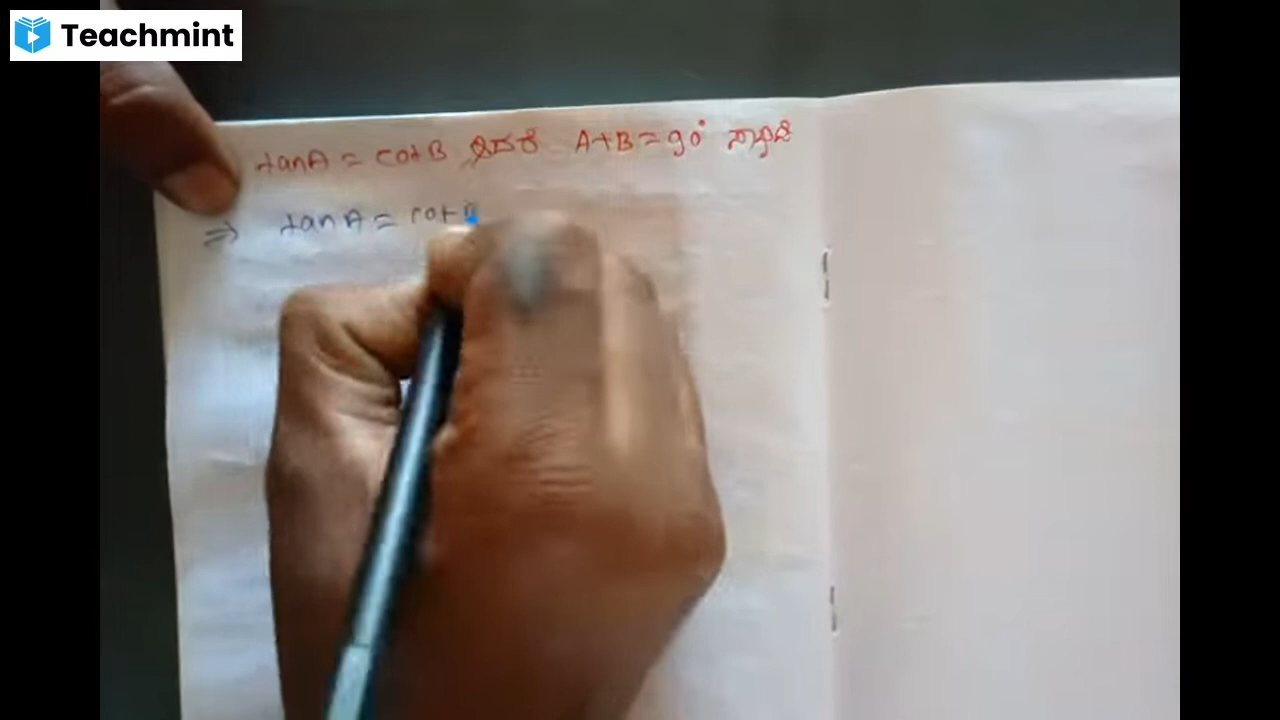 Teachmint
tanA = cotB ಆದರೆ A+B=90° ಸಾಧಿಸಿ
⇒ tanA = cot